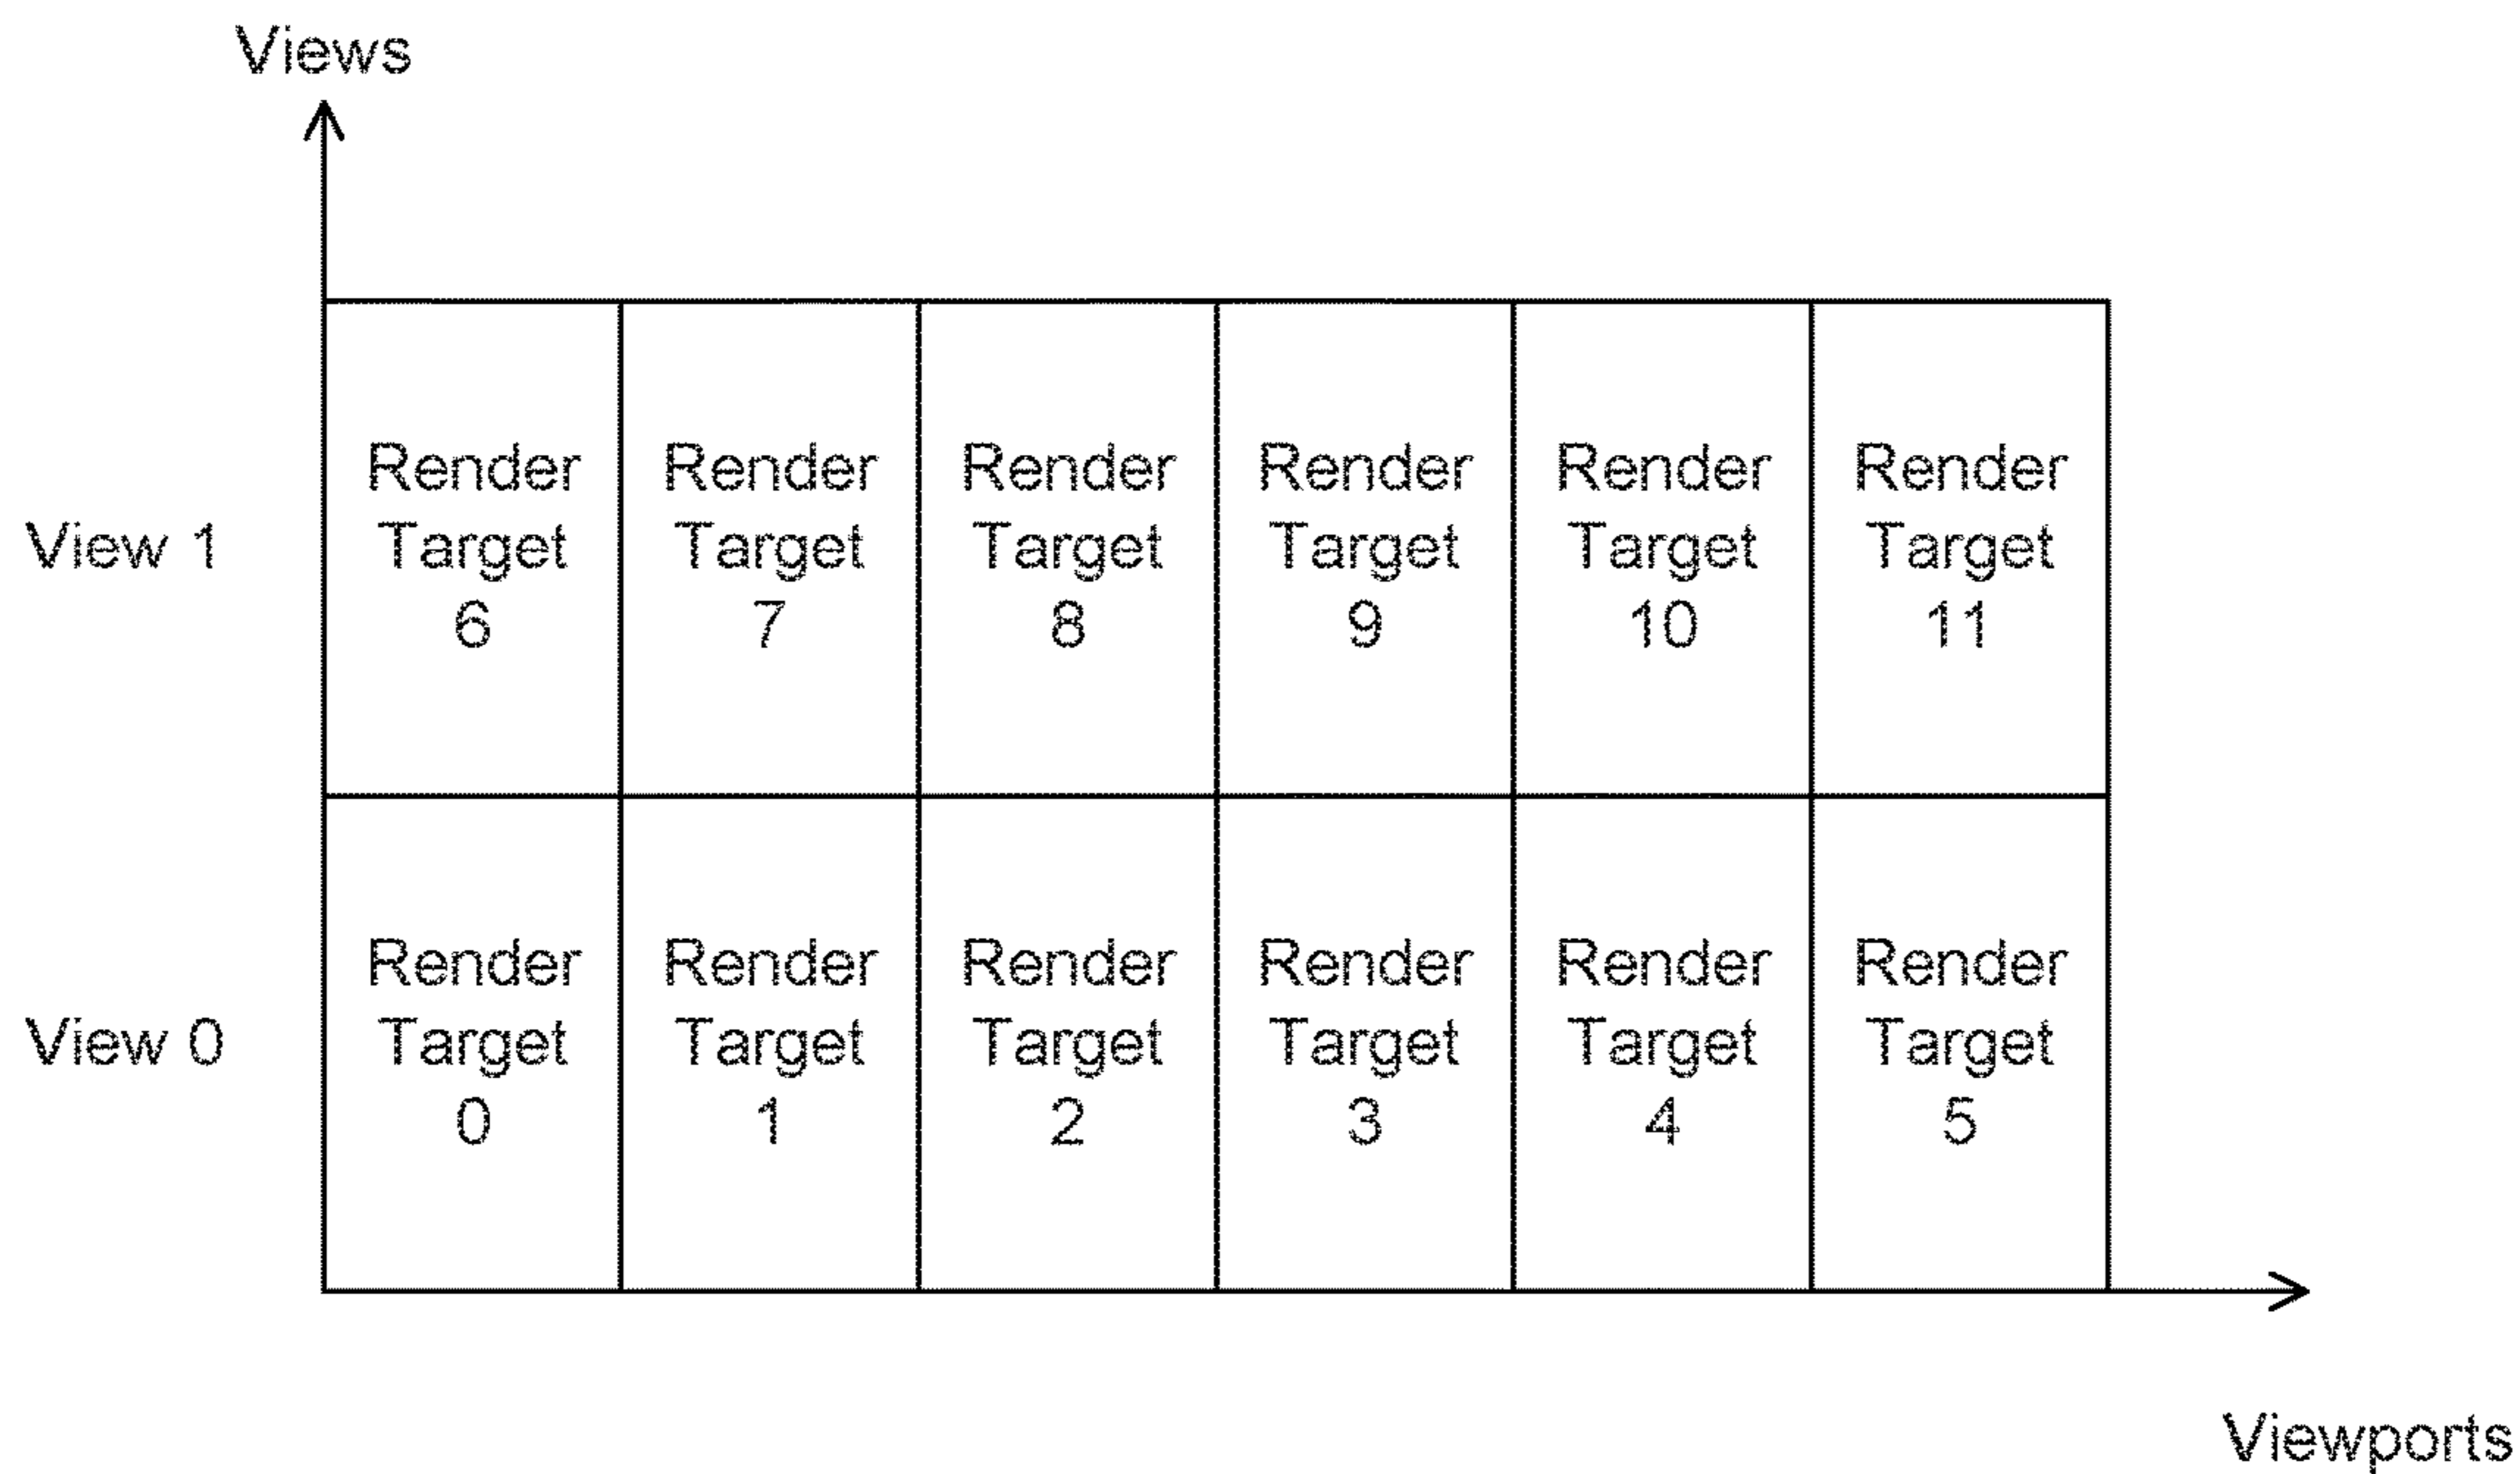 Views
View 1
Render
Target
6
Render
Target
7
Render
Target
8
Render
Target
9
Render
Target
10
Render
Target
11
View 0
Render
Target
0
Render
Target
1
Render
Target
2
Render
Target
3
Render
Target
4
Render
Target
5
Viewports